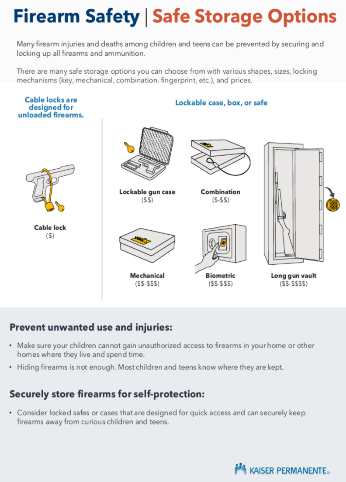 Firearm Safety | Safe Storage Options
Many firearm injuries and deaths among children and teens can be prevented by securing and
locking up all firearms and ammunition.
There are many safe storage options you can choose from with various shapes, sizes, locking
mechanisms (key, mechanical, combination, fingerprint, etc.), and prices.
Cable locks are
designed for
unloaded firearms.
Cable lock
($)
Lockable case, box, or safe
Lockable gun case
($$)
Combination
($-$$)
Mechanical
($$-$$$)
Biometric
($$-$$$)
Long gun vault
($$-$$$$)
Prevent unwanted use and injuries:
• Make sure your children cannot gain unauthorized access to firearms in your home or other
homes where they live and spend time.
• Hiding firearms is not enough. Most children and teens know where they are kept.
Securely store firearms for self-protection:
• Consider locked safes or cases that are designed for quick access and can securely keep
firearms away from curious children and teens.
KAISER PERMANENTE®